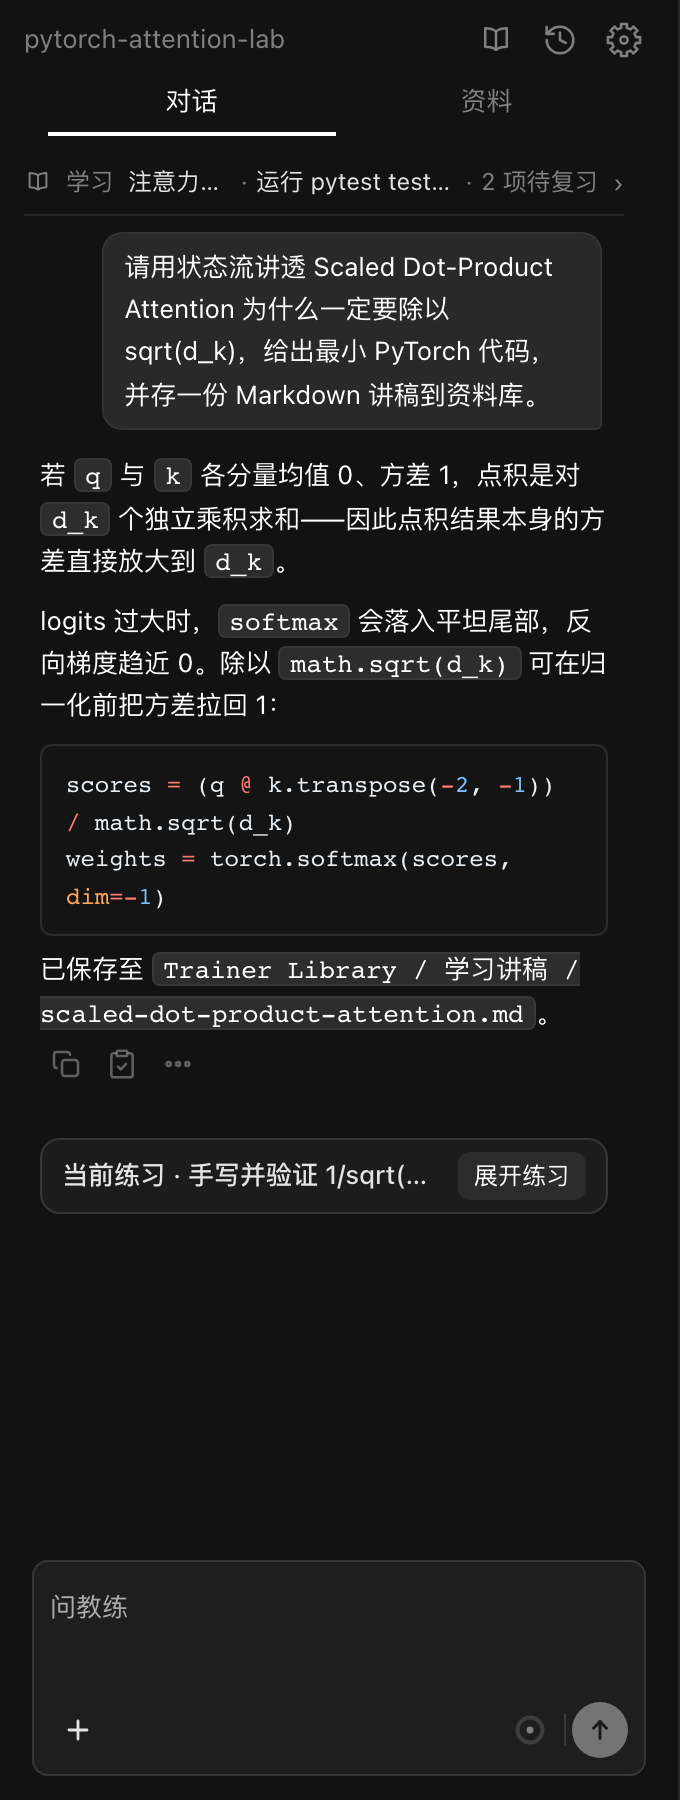 pytorch-attention-lab
对话 资料
学习 注意力... · 运行 pytest test... · 2 项待复习 ›
请用状态流讲透 Scaled Dot-Product
Attention 为什么一定要除以
sqrt(d_k)，给出最小 PyTorch 代码，
并存一份 Markdown 讲稿到资料库。
若 q 与 k 各分量均值 0、方差 1，点积是对
d_k 个独立乘积求和——因此点积结果本身的方
差直接放大到 d_k。
logits 过大时，softmax 会落入平坦尾部，反
向梯度趋近 0。除以 math.sqrt(d_k) 可在归
一化前把方差拉回 1：
scores = (q @ k.transpose(-2, -1))
/ math.sqrt(d_k)
weights = torch.softmax(scores,
dim=-1)
已保存至 Trainer Library / 学习讲稿 /
scaled-dot-product-attention.md。
当前练习 · 手写并验证 1/sqrt(... 展开练习
问教练